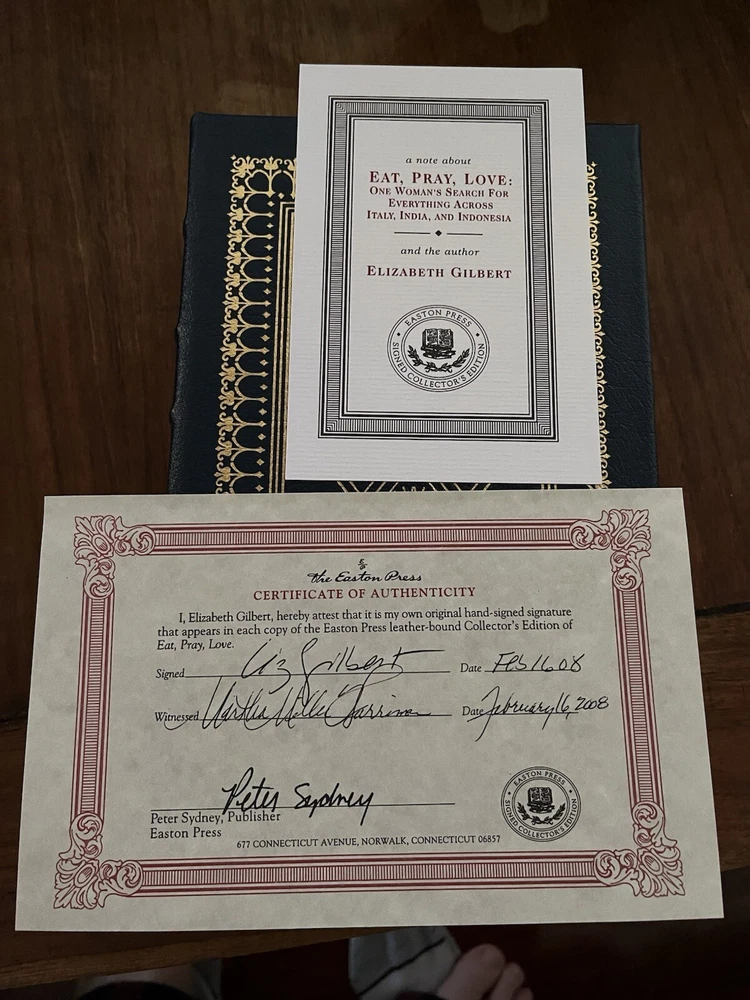 a note about
EAT, PRAY, LOVE:
ONE WOMAN'S SEARCH FOR
EVERYTHING ACROSS
ITALY, INDIA, AND INDONESIA
and the author
ELIZABETH GILBERT
EASTON PRESS
SIGNED COLLECTOR'S EDITION
The Easton Press
CERTIFICATE OF AUTHENTICITY
I, Elizabeth Gilbert, hereby attest that it is my own original hand-signed signature
that appears in each copy of the Easton Press leather-bound Collector's Edition of
Eat, Pray, Love.
Signed Liz Gilbert Date FEB 16 08
Witnessed Martha Date February 16, 2008
Peter Sydney
Peter Sydney, Publisher
Easton Press
EASTON PRESS
SIGNED COLLECTOR'S EDITION
677 CONNECTICUT AVENUE, NORWALK, CONNECTICUT 06857